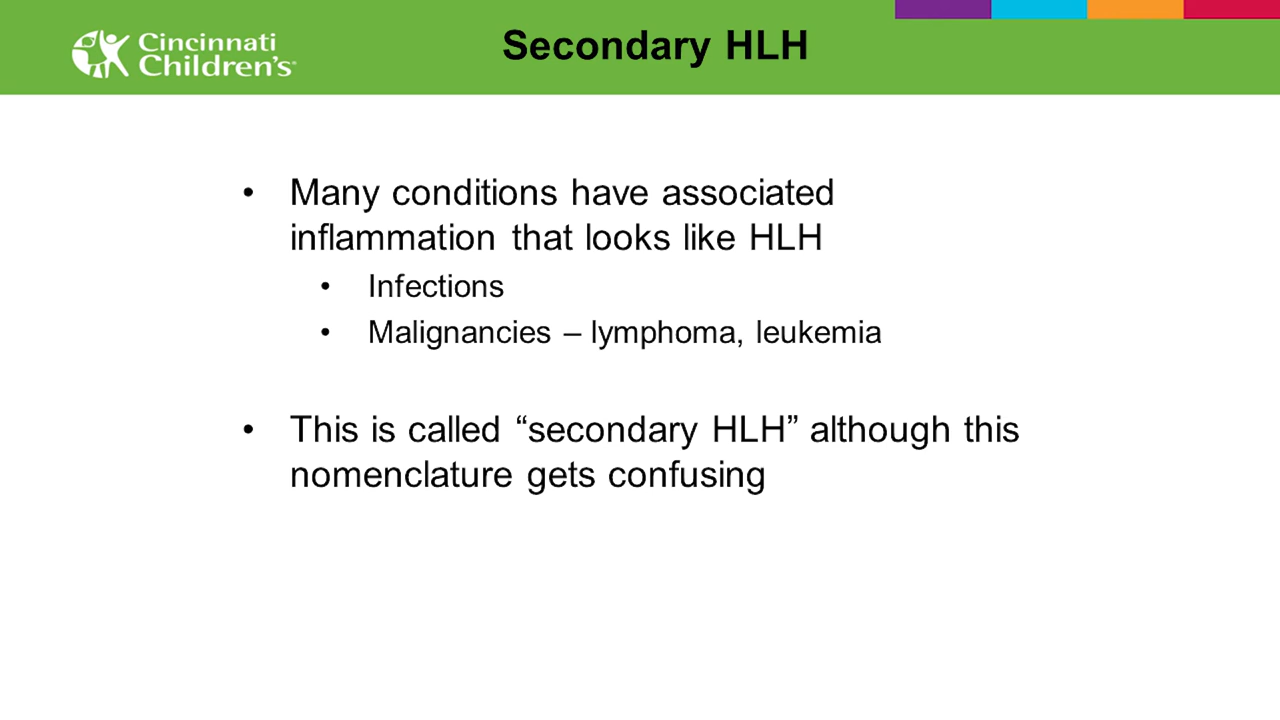 Cincinnati
Children's
Secondary HLH
• Many conditions have associated
inflammation that looks like HLH
• Infections
• Malignancies – lymphoma, leukemia
• This is called “secondary HLH” although this
nomenclature gets confusing